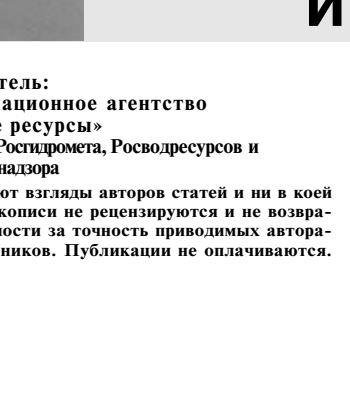 и
тель:
ационное агентство
е ресурсы»
Росгидромета, Росводресурсов и
надзора
ют взгляды авторов статей и ни в коей
кописи не рецензируются и не возвра-
ности за точность приводимых автора-
ников. Публикации не оплачиваются.